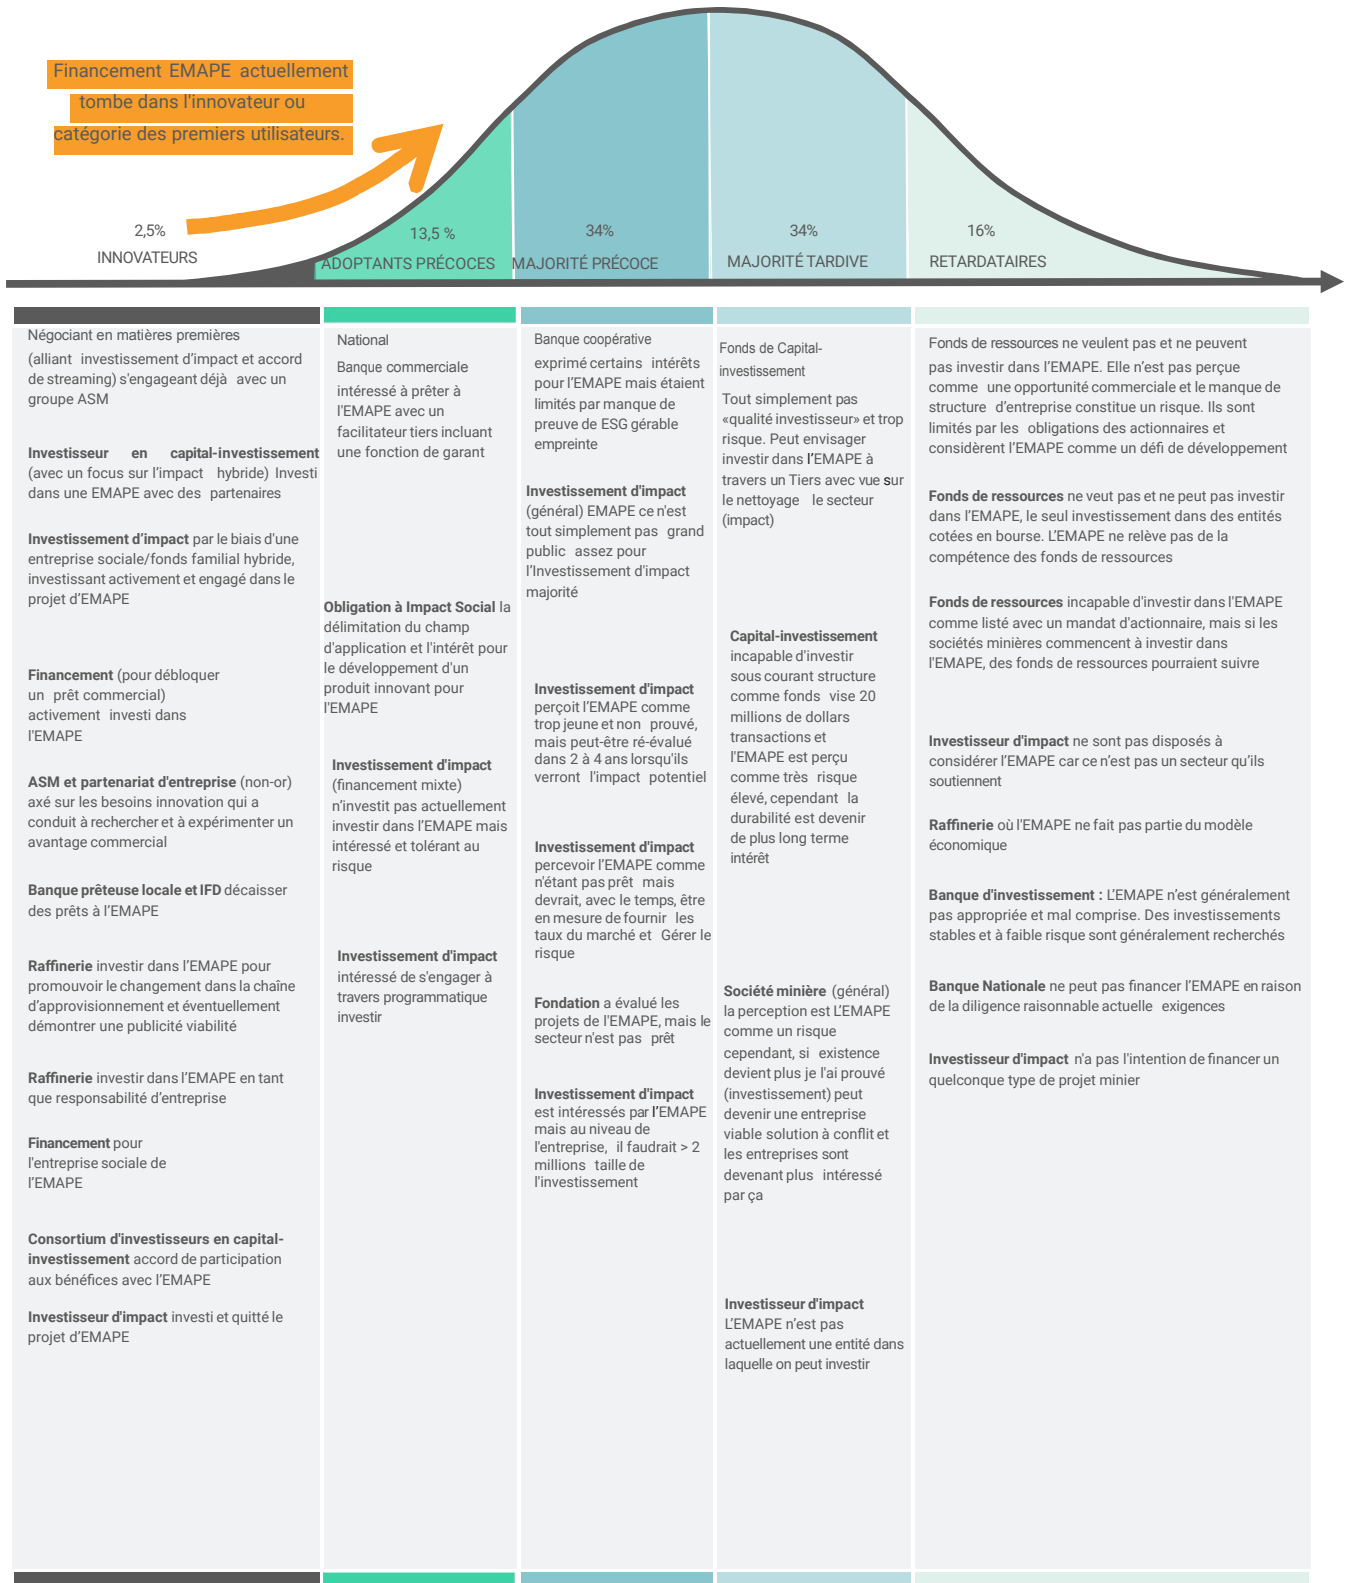 Financement EMAPE actuellement
tombe dans l'innovateur ou
catégorie des premiers utilisateurs.
2,5%
INNOVATEURS
13,5 %
ADOPTANTS PRÉCOCES
34%
MAJORITÉ PRÉCOCE
34%
MAJORITÉ TARDIVE
16%
RETARDATAIRES
Négociant en matières premières
(alliant investissement d’impact et accord
de streaming) s'engageant déjà avec un
groupe ASM
Investisseur en capital-investissement
(avec un focus sur l’impact hybride) Investi
dans une EMAPE avec des partenaires
Investissement d’impact par le biais d'une
entreprise sociale/fonds familial hybride,
investissant activement et engagé dans le
projet d’EMAPE
Financement (pour débloquer
un prêt commercial)
activement investi dans
l'EMAPE
ASM et partenariat d'entreprise (non-or)
axé sur les besoins innovation qui a
conduit à rechercher et à expérimenter un
avantage commercial
Banque prêteuse locale et IFD décaisser
des prêts à l’EMAPE
Raffinerie investir dans l’EMAPE pour
promouvoir le changement dans la chaîne
d’approvisionnement et éventuellement
démontrer une publicité viabilité
Raffinerie investir dans l’EMAPE en tant
que responsabilité d’entreprise
Financement pour
l'entreprise sociale de
l’EMAPE
Consortium d'investisseurs en capital-
investissement accord de participation
aux bénéfices avec l’EMAPE
Investisseur d'impact investi et quitté le
projet d’EMAPE
National
Banque commerciale
intéressé à prêter à
l'EMAPE avec un
facilitateur tiers incluant
une fonction de garant
Obligation à Impact Social la
délimitation du champ
d'application et l'intérêt pour
le développement d'un
produit innovant pour
l'EMAPE
Investissement d'impact
(financement mixte)
n’investit pas actuellement
investir dans l’EMAPE mais
intéressé et tolérant au
risque
Investissement d'impact
intéressé de s'engager à
travers programmatique
investir
Banque coopérative
exprimé certains intérêts
pour l’EMAPE mais étaient
limités par manque de
preuve de ESG gérable
empreinte
Investissement d'impact
(général) EMAPE ce n'est
tout simplement pas grand
public assez pour
l’Investissement d'impact
majorité
Investissement d'impact
perçoit l’EMAPE comme
trop jeune et non prouvé,
mais peut-être ré-évalué
dans 2 à 4 ans lorsqu'ils
verront l'impact potentiel
Investissement d'impact
percevoir l’EMAPE comme
n'étant pas prêt mais
devrait, avec le temps, être
en mesure de fournir les
taux du marché et Gérer le
risque
Fondation a évalué les
projets de l'EMAPE, mais le
secteur n'est pas prêt
Investissement d'impact
est intéressés par l’EMAPE
mais au niveau de
l'entreprise, il faudrait > 2
millions taille de
l'investissement
Fonds de Capital-
investissement
Tout simplement pas
«qualité investisseur» et trop
risque. Peut envisager
investir dans l’EMAPE à
travers un Tiers avec vue sur
le nettoyage le secteur
(impact)
Capital-investissement
incapable d'investir
sous courant structure
comme fonds vise 20
millions de dollars
transactions et
l'EMAPE est perçu
comme très risque
élevé, cependant la
durabilité est devenir
de plus long terme
intérêt
Société minière (général)
la perception est L’EMAPE
comme un risque
cependant, si existence
devient plus je l'ai prouvé
(investissement) peut
devenir une entreprise
viable solution à conflit et
les entreprises sont
devenant plus intéressé
par ça
Investisseur d'impact
L’EMAPE n’est pas
actuellement une entité dans
laquelle on peut investir
Fonds de ressources ne veulent pas et ne peuvent
pas investir dans l’EMAPE. Elle n’est pas perçue
comme une opportunité commerciale et le manque de
structure d’entreprise constitue un risque. Ils sont
limités par les obligations des actionnaires et
considèrent l’EMAPE comme un défi de développement
Fonds de ressources ne veut pas et ne peut pas investir
dans l’EMAPE, le seul investissement dans des entités
cotées en bourse. L’EMAPE ne relève pas de la
compétence des fonds de ressources
Fonds de ressources incapable d'investir dans l'EMAPE
comme listé avec un mandat d'actionnaire, mais si les
sociétés minières commencent à investir dans
l'EMAPE, des fonds de ressources pourraient suivre
Investisseur d'impact ne sont pas disposés à
considérer l’EMAPE car ce n’est pas un secteur qu’ils
soutiennent
Raffinerie où l'EMAPE ne fait pas partie du modèle
économique
Banque d'investissement : L’EMAPE n’est généralement
pas appropriée et mal comprise. Des investissements
stables et à faible risque sont généralement recherchés
Banque Nationale ne peut pas financer l’EMAPE en raison
de la diligence raisonnable actuelle exigences
Investisseur d'impact n'a pas l'intention de financer un
quelconque type de projet minier